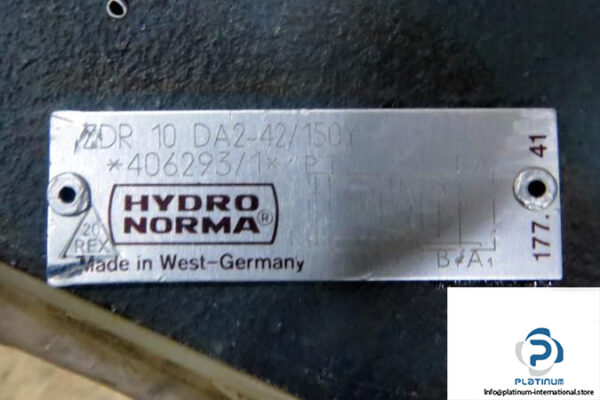 ZDR 10 DA2-42/150Y
*406293/1*
P T
HYDRO
NORMA®
20
REX
Made in West-Germany
B A₁
177. 41
PLATINUM
Info@platinum-international.store